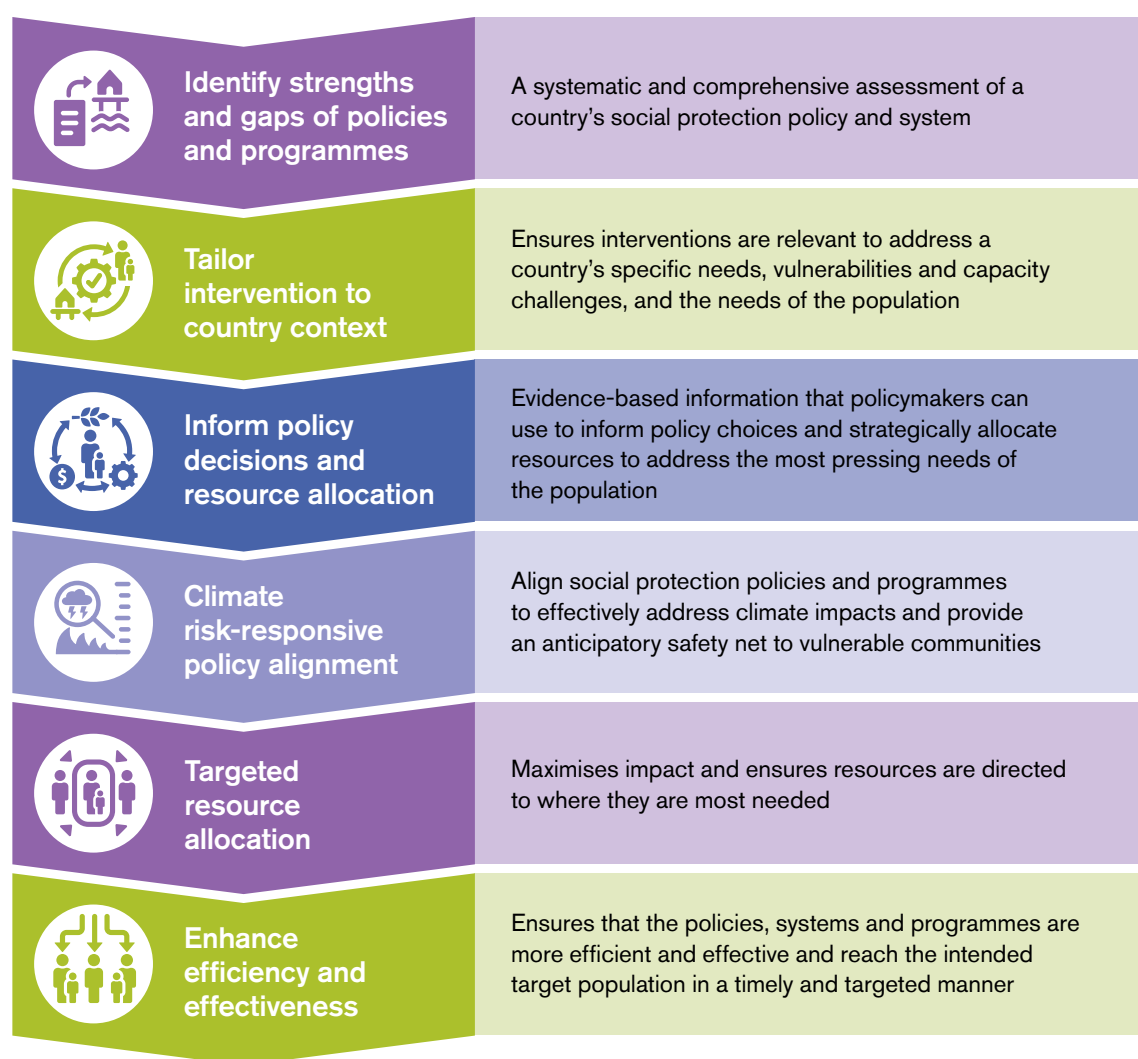 Identify strengths
and gaps of policies
and programmes
A systematic and comprehensive assessment of a
country's social protection policy and system
Tailor
intervention to
country context
Ensures interventions are relevant to address a
country's specific needs, vulnerabilities and capacity
challenges, and the needs of the population
Inform policy
decisions and
resource allocation
Evidence-based information that policymakers can
use to inform policy choices and strategically allocate
resources to address the most pressing needs of
the population
Climate
risk-responsive
policy alignment
Align social protection policies and programmes
to effectively address climate impacts and provide
an anticipatory safety net to vulnerable communities
Targeted
resource
allocation
Maximises impact and ensures resources are directed
to where they are most needed
Enhance
efficiency and
effectiveness
Ensures that the policies, systems and programmes are
more efficient and effective and reach the intended
target population in a timely and targeted manner
$